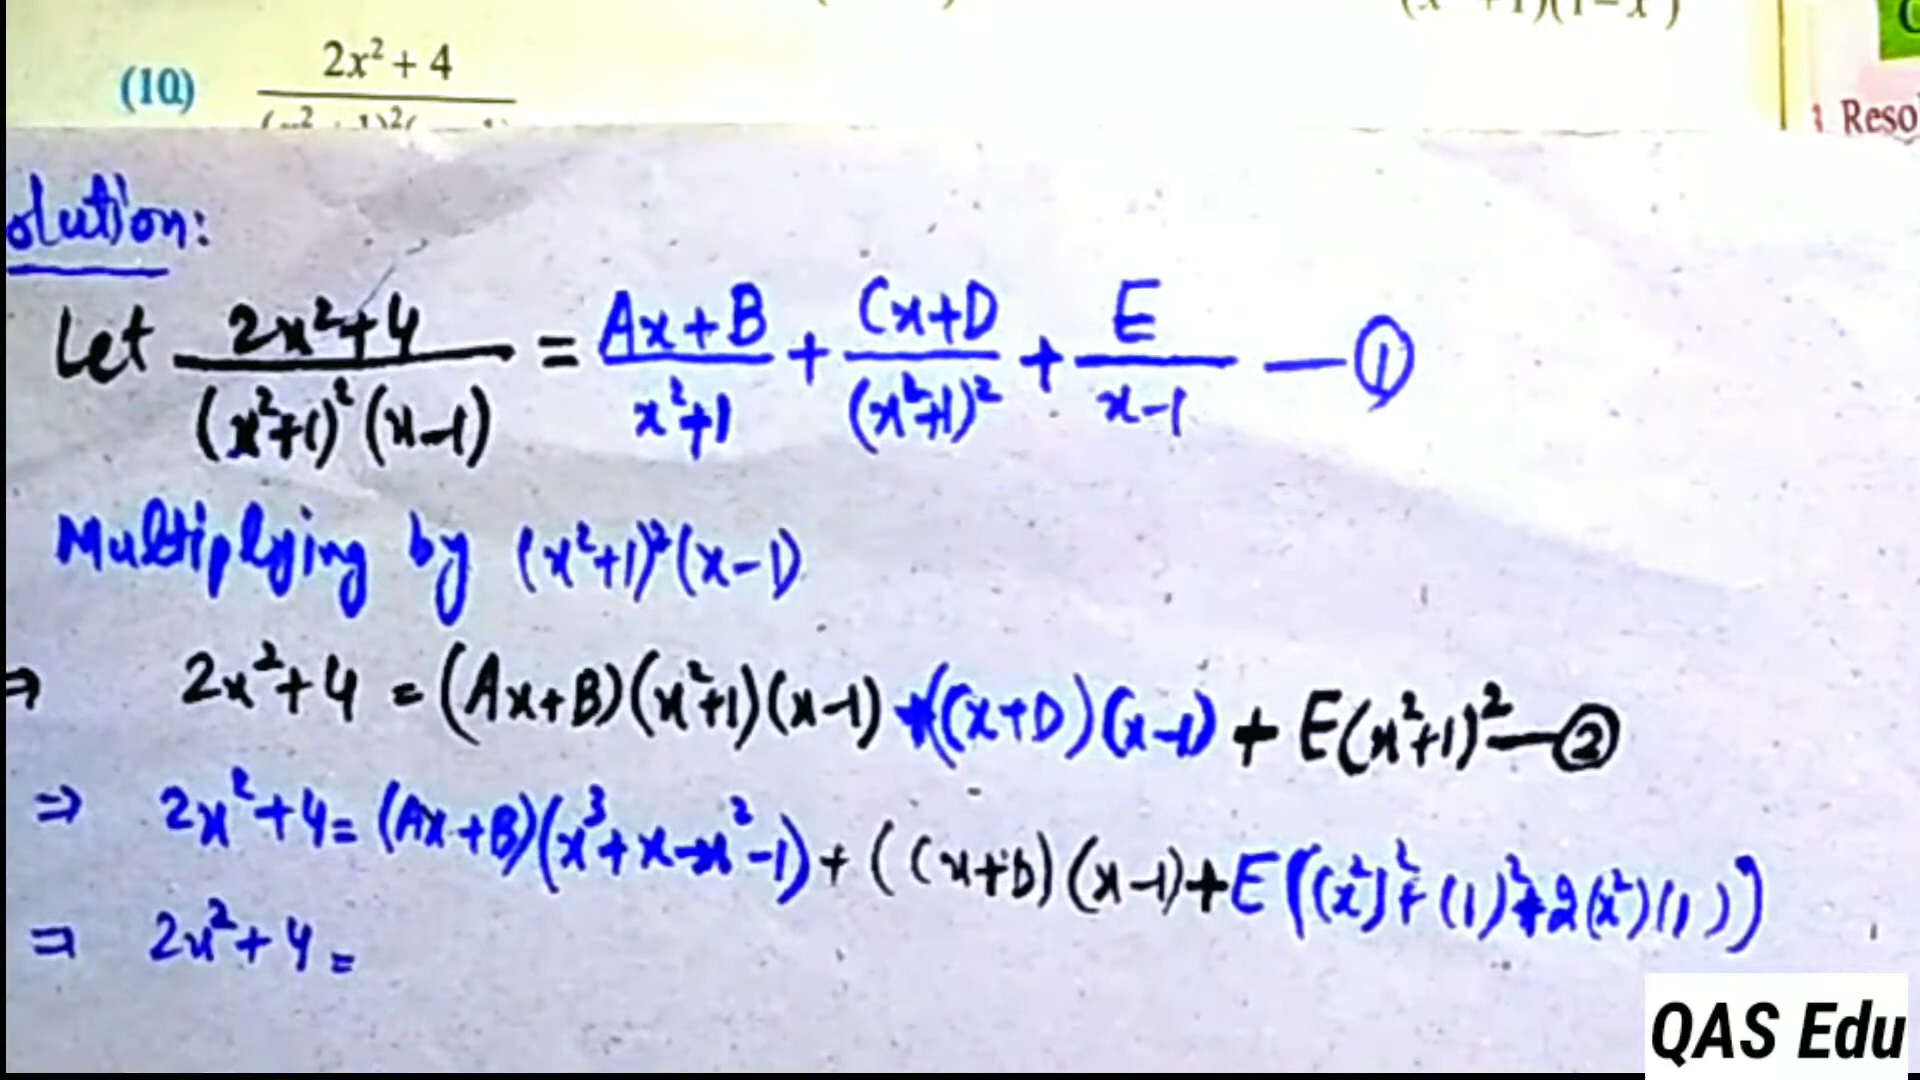 (10) 2x² + 4
Reso
olution:
Let 2x²+4 / (x²+1)²(x-1) = Ax+B / x²+1 + Cx+D / (x²+1)² + E / x-1 — ①
Multiplying by (x²+1)²(x-1)
⇒ 2x²+4 = (Ax+B)(x²+1)(x-1) + (Cx+D)(x-1) + E(x²+1)² — ②
⇒ 2x²+4 = (Ax+B)(x³+x-x²-1) + (Cx+D)(x-1) + E((x²)²+(1)²+2(x²)(1))
⇒ 2x²+4 =
QAS Edu